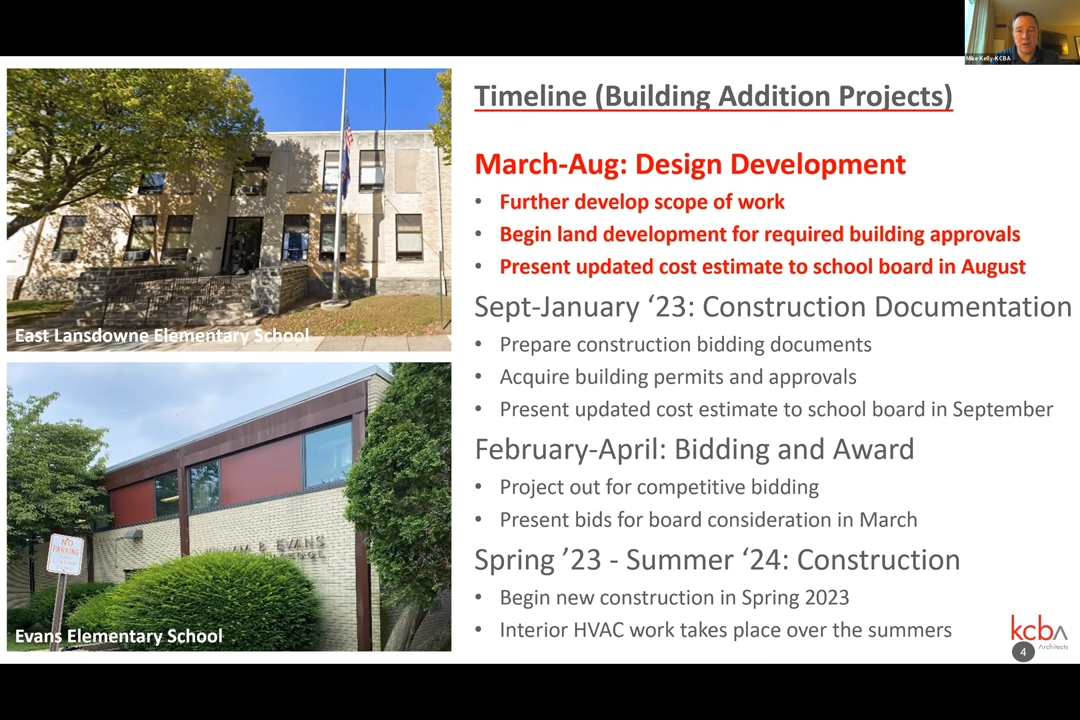 Mike Kelly-KCBA
Timeline (Building Addition Projects)
March-Aug: Design Development
• Further develop scope of work
• Begin land development for required building approvals
• Present updated cost estimate to school board in August
Sept-January ‘23: Construction Documentation
• Prepare construction bidding documents
• Acquire building permits and approvals
• Present updated cost estimate to school board in September
February-April: Bidding and Award
• Project out for competitive bidding
• Present bids for board consideration in March
Spring ’23 - Summer ‘24: Construction
• Begin new construction in Spring 2023
• Interior HVAC work takes place over the summers
East Lansdowne Elementary School
NO
PARKING
EVANS
Evans Elementary School
kcba
Architects
4